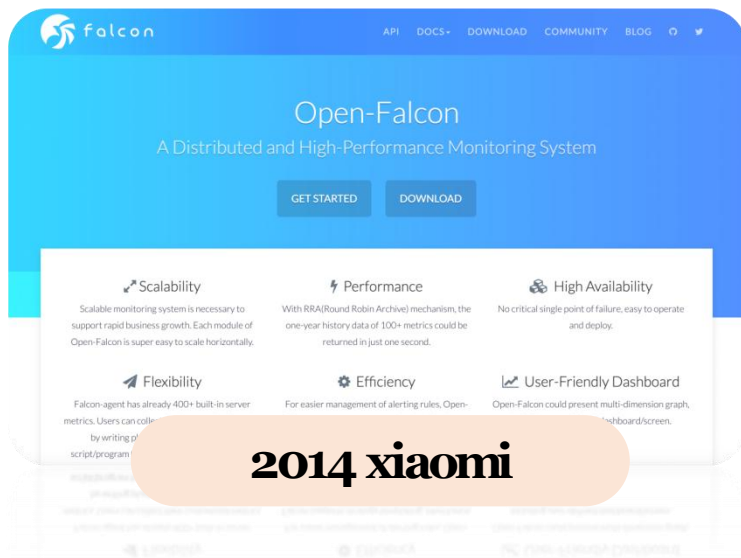 falcon
API DOCS DOWNLOAD COMMUNITY BLOG
Open-Falcon
A Distributed and High-Performance Monitoring System
GET STARTED DOWNLOAD
Scalability
Scalable monitoring system is necessary to
support rapid business growth. Each module of
Open-Falcon is super easy to scale horizontally.
Performance
With RRA(Round Robin Archive) mechanism, the
one-year history data of 100+ metrics could be
returned in just one second.
High Availability
No critical single point of failure, easy to operate
and deploy.
Flexibility
Falcon-agent has already 400+ built-in server
metrics. Users can
by writing
script/program
Efficiency
For easier management of alerting rules, Open-
User-Friendly Dashboard
Open-Falcon could present multi-dimension graph,
2014 xiaomi